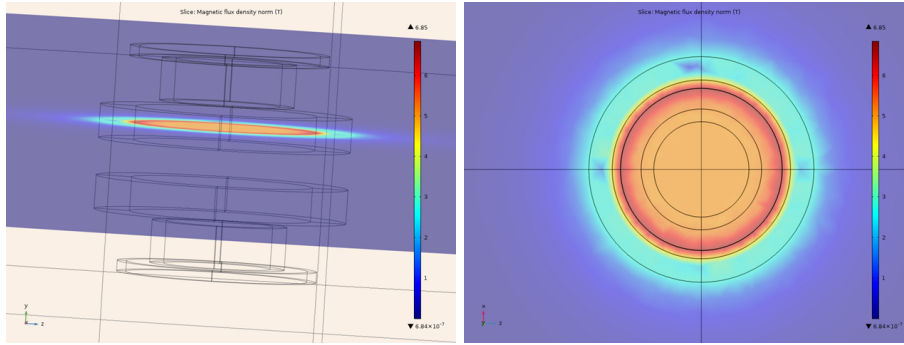 Slice: Magnetic flux density norm (T)
▲ 6.85
6
5
4
3
2
1
▼ 6.84×10⁻⁷
y
x z
Slice: Magnetic flux density norm (T)
▲ 6.85
6
5
4
3
2
1
▼ 6.84×10⁻⁷
x
y z